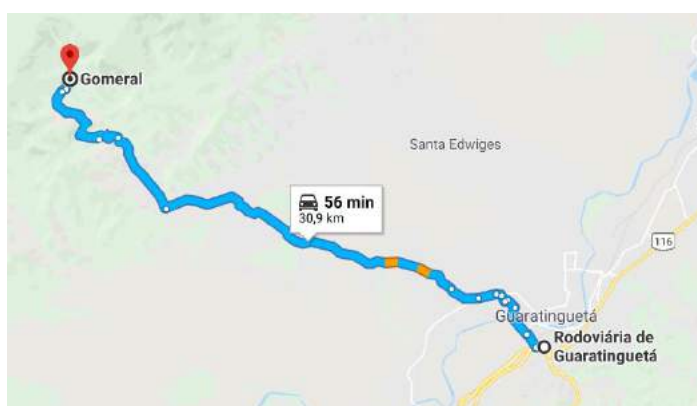 Gomeral
Santa Edwiges
56 min
30,9 km
116
Guaratinguetá
Rodoviária de
Guaratinguetá